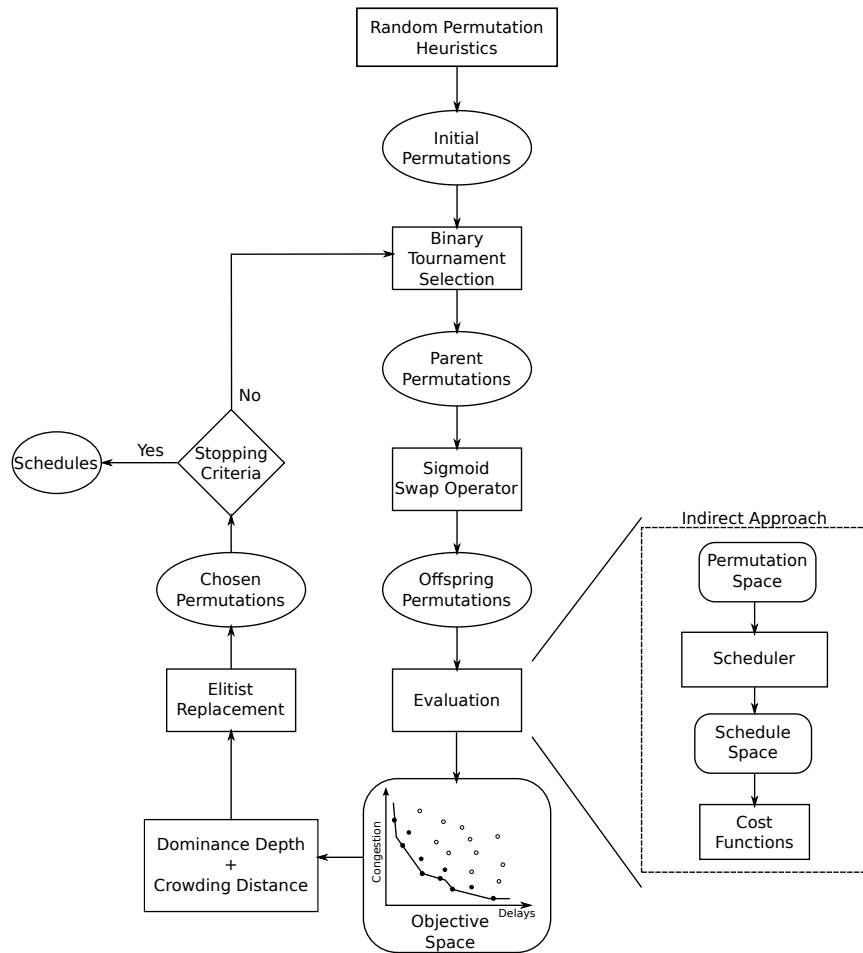 Random Permutation
Heuristics
Initial
Permutations
Binary
Tournament
Selection
Parent
Permutations
No
Yes
Schedules
Stopping
Criteria
Sigmoid
Swap Operator
Indirect Approach
Chosen
Permutations
Offspring
Permutations
Permutation
Space
Elitist
Replacement
Evaluation
Scheduler
Schedule
Space
Dominance Depth
+
Crowding Distance
Congestion
Delays
Objective
Space
Cost
Functions